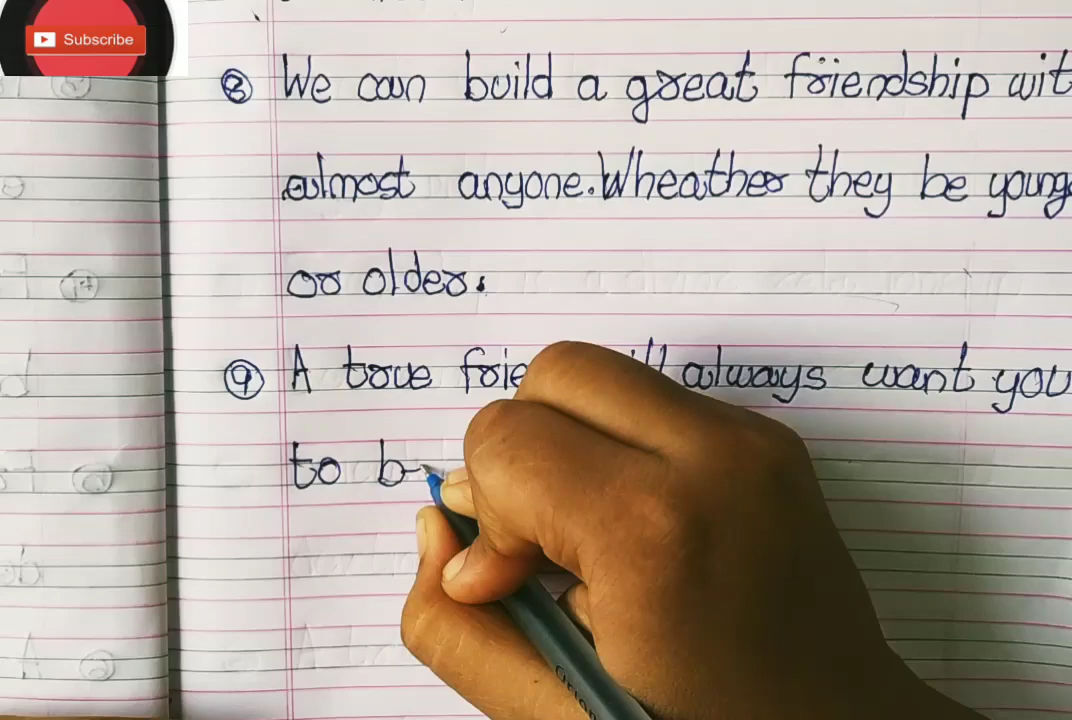 Subscribe
⑧ We can build a great friendship wit
almost anyone. Wheather they be young
or older.
⑨ A true frie will always want you
to b